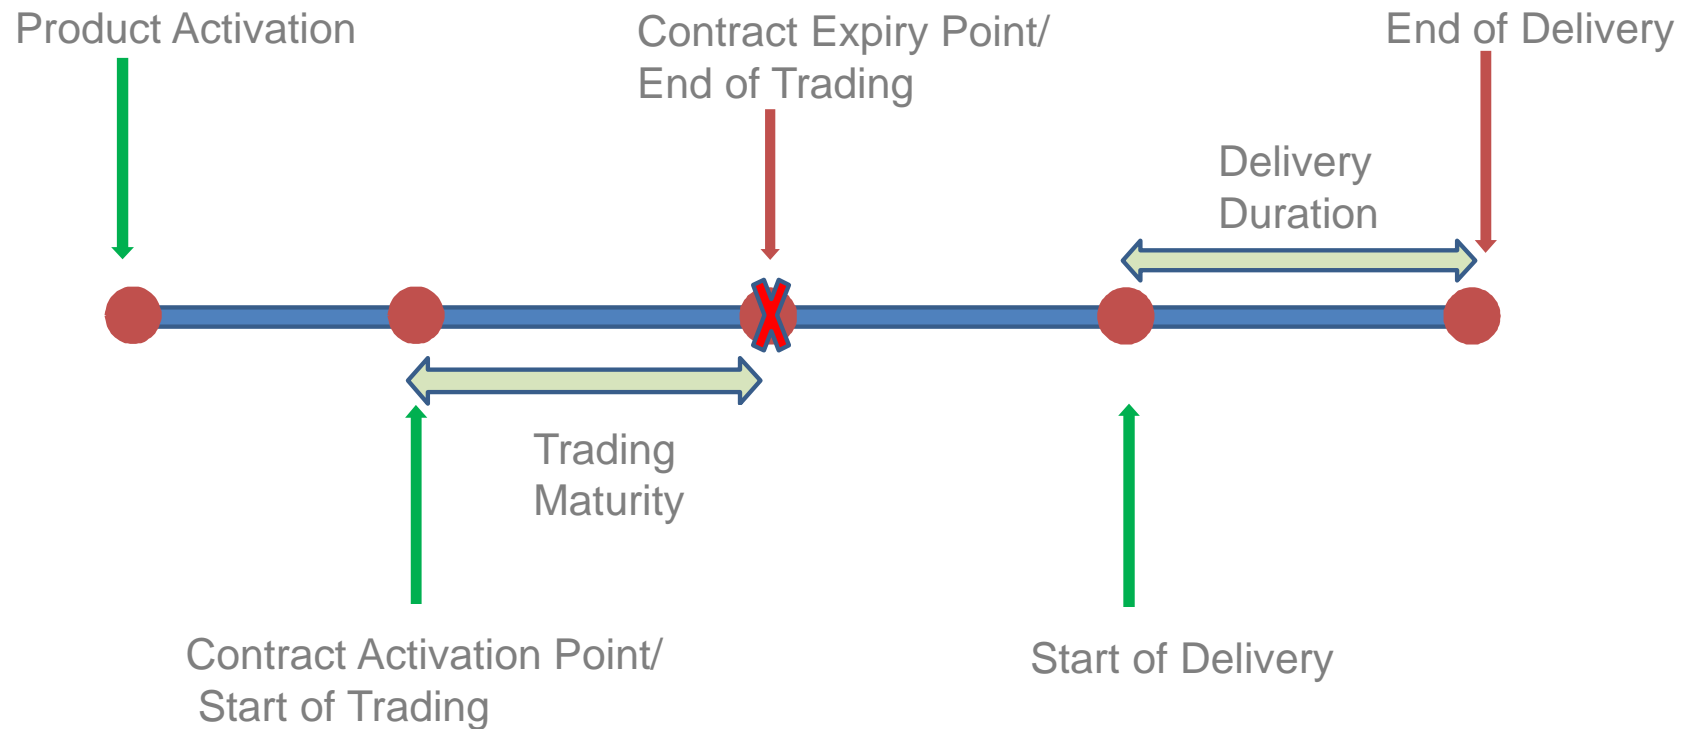 Product Activation
Contract Expiry Point/
End of Trading
End of Delivery
Delivery
Duration
Trading
Maturity
Contract Activation Point/
Start of Trading
Start of Delivery